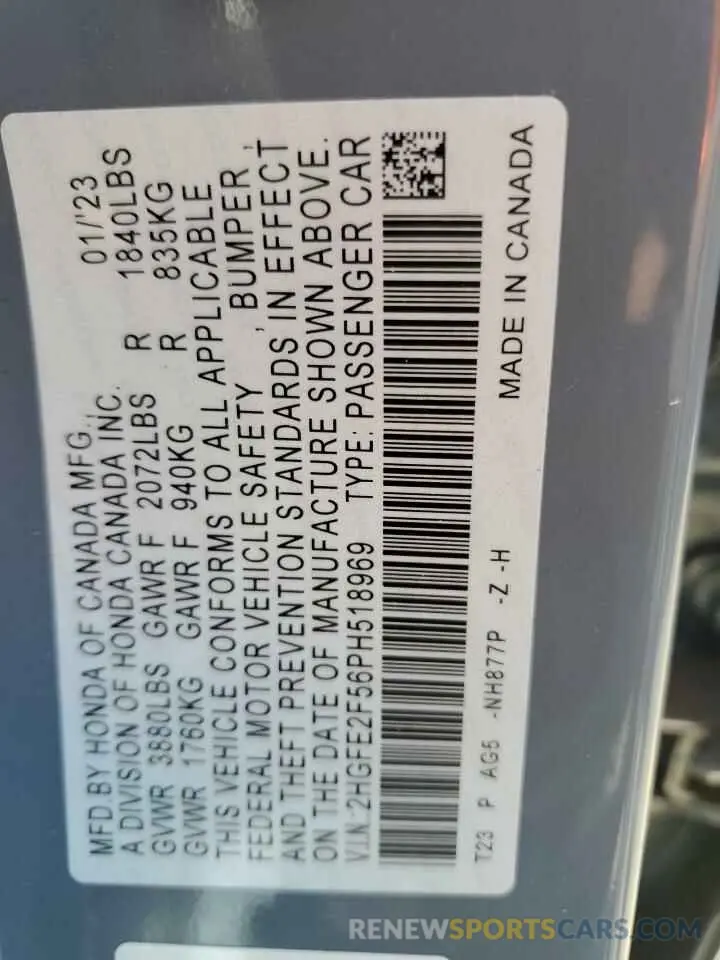 MFD.BY HONDA OF CANADA MFG., 01/'23
A DIVISION OF HONDA CANADA INC.
GVWR 3880LBS GAWR F 2072LBS R 1840LBS
GVWR 1760KG GAWR F 940KG R 835KG
THIS VEHICLE CONFORMS TO ALL APPLICABLE
FEDERAL MOTOR VEHICLE SAFETY , BUMPER ,
AND THEFT PREVENTION STANDARDS IN EFFECT
ON THE DATE OF MANUFACTURE SHOWN ABOVE.
V.I.N.:2HGFE2F56PH518969 TYPE: PASSENGER CAR
T23 P AG5 -NH877P -Z -H
MADE IN CANADA
RENEWSPORTSCARS.COM